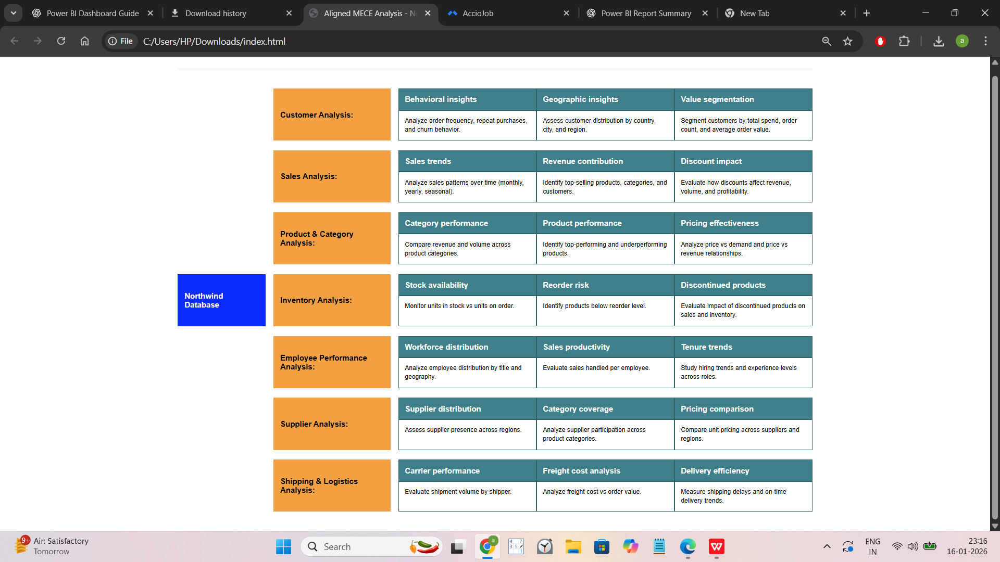 Power BI Dashboard Guide
Download history
Aligned MECE Analysis - N
AccioJob
Power BI Report Summary
New Tab
File
C:/Users/HP/Downloads/index.html
a
Customer Analysis:
Behavioral insights
Analyze order frequency, repeat purchases,
and churn behavior.
Geographic insights
Assess customer distribution by country,
city, and region.
Value segmentation
Segment customers by total spend, order
count, and average order value.
Sales Analysis:
Sales trends
Analyze sales patterns over time (monthly,
yearly, seasonal).
Revenue contribution
Identify top-selling products, categories, and
customers.
Discount impact
Evaluate how discounts affect revenue,
volume, and profitability.
Product & Category
Analysis:
Category performance
Compare revenue and volume across
product categories.
Product performance
Identify top-performing and underperforming
products.
Pricing effectiveness
Analyze price vs demand and price vs
revenue relationships.
Northwind
Database
Inventory Analysis:
Stock availability
Monitor units in stock vs units on order.
Reorder risk
Identify products below reorder level.
Discontinued products
Evaluate impact of discontinued products on
sales and inventory.
Employee Performance
Analysis:
Workforce distribution
Analyze employee distribution by title and
geography.
Sales productivity
Evaluate sales handled per employee.
Tenure trends
Study hiring trends and experience levels
across roles.
Supplier Analysis:
Supplier distribution
Assess supplier presence across regions.
Category coverage
Analyze supplier participation across
product categories.
Pricing comparison
Compare unit pricing across suppliers and
regions.
Shipping & Logistics
Analysis:
Carrier performance
Evaluate shipment volume by shipper.
Freight cost analysis
Analyze freight cost vs order value.
Delivery efficiency
Measure shipping delays and on-time
delivery trends.
9+
Air: Satisfactory
Tomorrow
Search
a
ENG
IN
23:16
16-01-2026